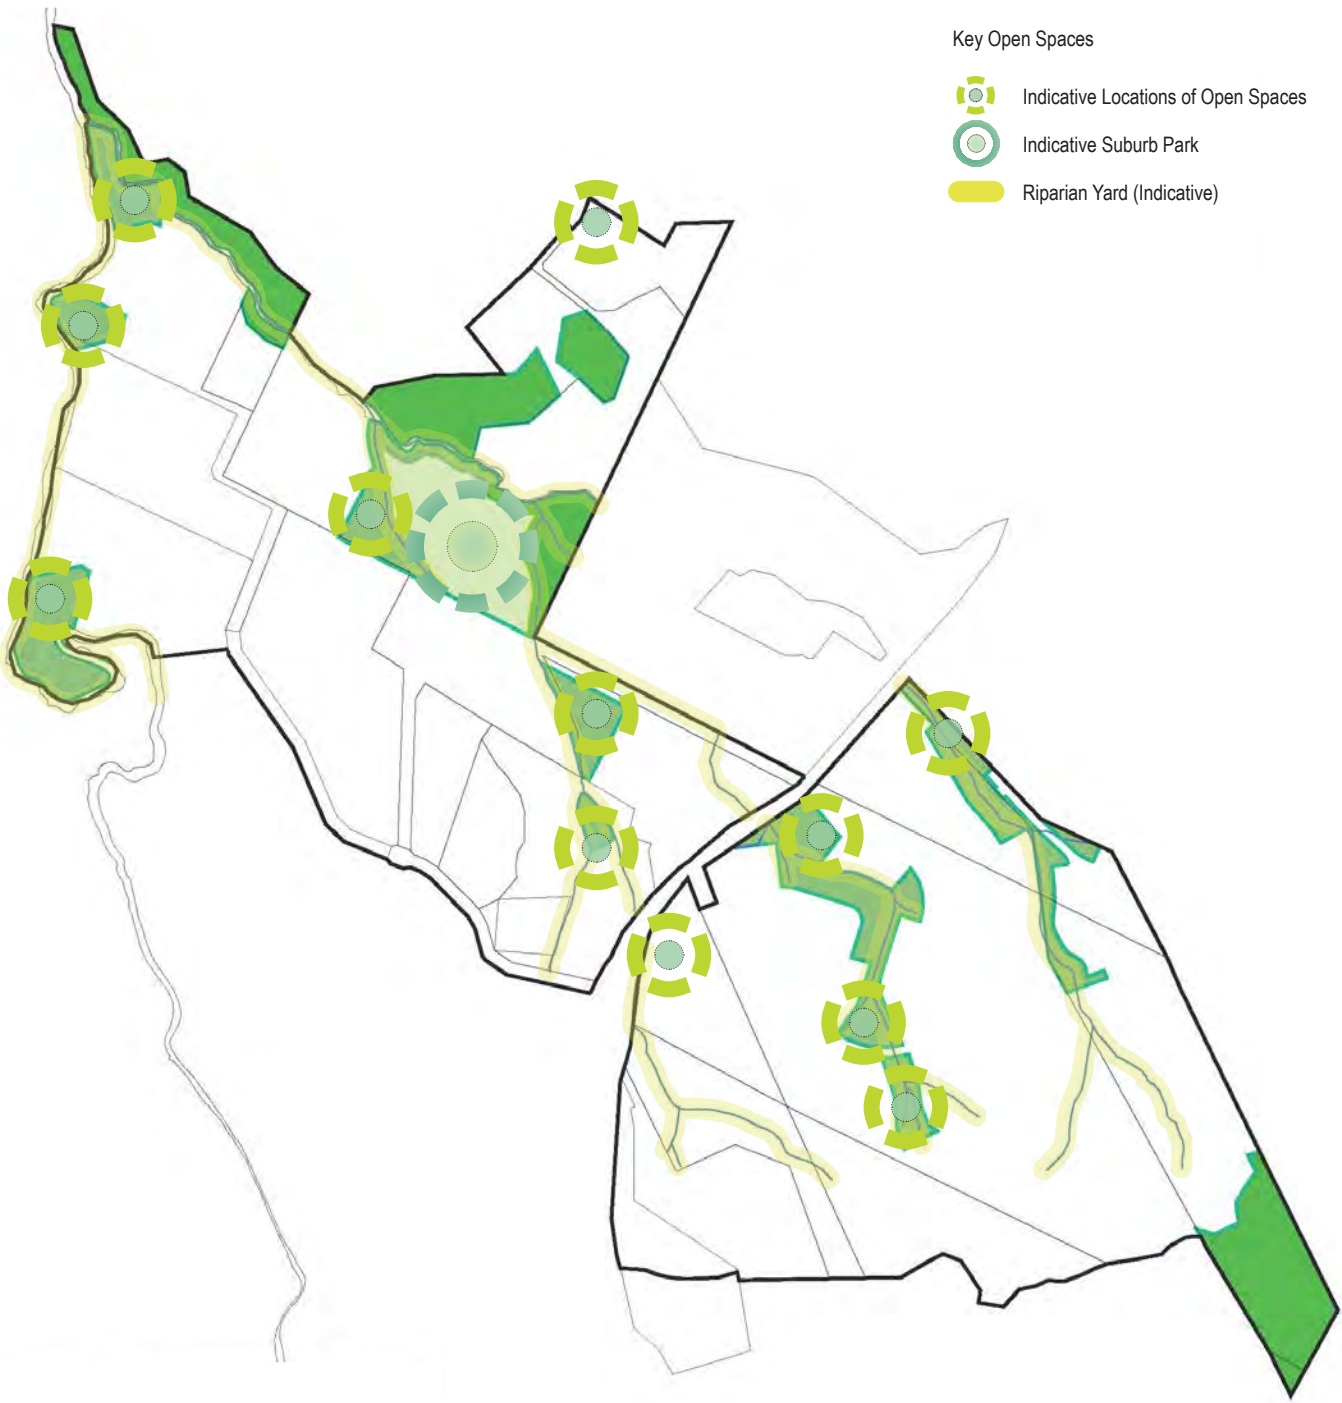 Key Open Spaces
Indicative Locations of Open Spaces
Indicative Suburb Park
Riparian Yard (Indicative)